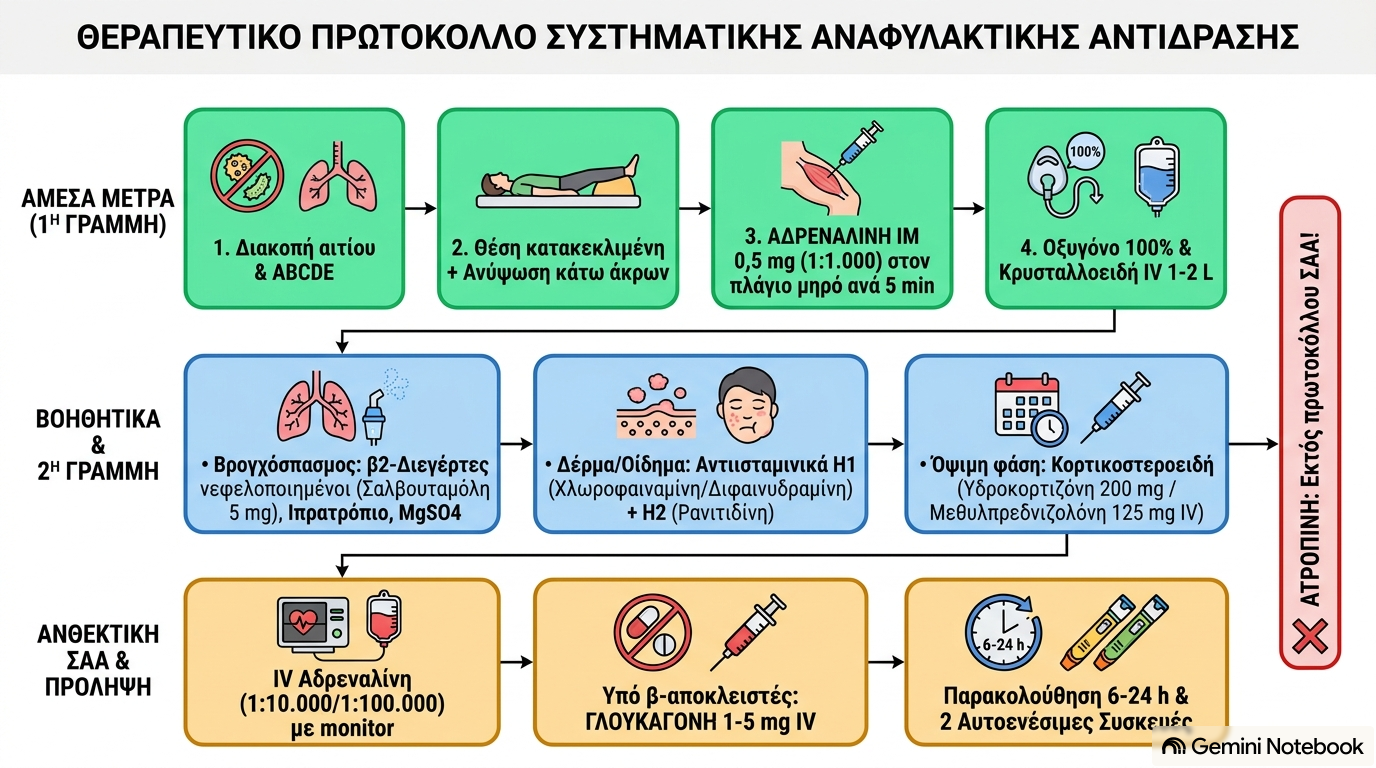 ΘΕΡΑΠΕΥΤΙΚΟ ΠΡΩΤΟΚΟΛΛΟ ΣΥΣΤΗΜΑΤΙΚΗΣ ΑΝΑΦΥΛΑΚΤΙΚΗΣ ΑΝΤΙΔΡΑΣΗΣ
ΑΜΕΣΑ ΜΕΤΡΑ
(1Η ΓΡΑΜΜΗ)
1. Διακοπή αιτίου
& ABCDE
2. Θέση κατακεκλιμένη
+ Ανύψωση κάτω άκρων
3. ΑΔΡΕΝΑΛΙΝΗ IM
0,5 mg (1:1.000) στον
πλάγιο μηρό ανά 5 min
100%
4. Οξυγόνο 100% &
Κρυσταλλοειδή IV 1-2 L
ΒΟΗΘΗΤΙΚΑ
&
2Η ΓΡΑΜΜΗ
• Βρογχόσπασμος: β2-Διεγέρτες
νεφελοποιημένοι (Σαλβουταμόλη
5 mg), Ιπρατρόπιο, MgSO4
• Δέρμα/Οίδημα: Αντιισταμινικά H1
(Χλωροφαιναμίνη/Διφαινυδραμίνη)
+ H2 (Ρανιτιδίνη)
• Όψιμη φάση: Κορτικοστεροειδή
(Υδροκορτιζόνη 200 mg /
Μεθυλπρεδνιζολόνη 125 mg IV)
ΑΝΘΕΚΤΙΚΗ
ΣΑΑ &
ΠΡΟΛΗΨΗ
IV Αδρεναλίνη
(1:10.000/1:100.000)
με monitor
Υπό β-αποκλειστές:
ΓΛΟΥΚΑΓΟΝΗ 1-5 mg IV
6-24 h
Παρακολούθηση 6-24 h &
2 Αυτοενέσιμες Συσκευές
ΑΤΡΟΠΙΝΗ: Εκτός πρωτοκόλλου ΣΑΑ!
Gemini Notebook